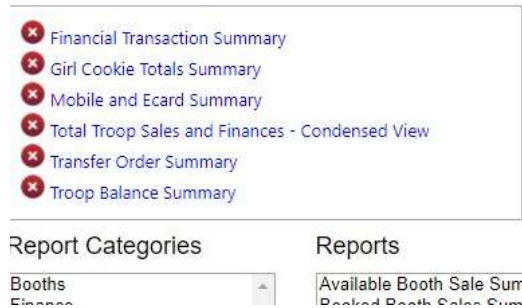 Financial Transaction Summary
Girl Cookie Totals Summary
Mobile and Ecard Summary
Total Troop Sales and Finances - Condensed View
Transfer Order Summary
Troop Balance Summary
Report Categories
Reports
Booths
Available Booth Sale Sum
Finance
Booked Booth Sales Sum